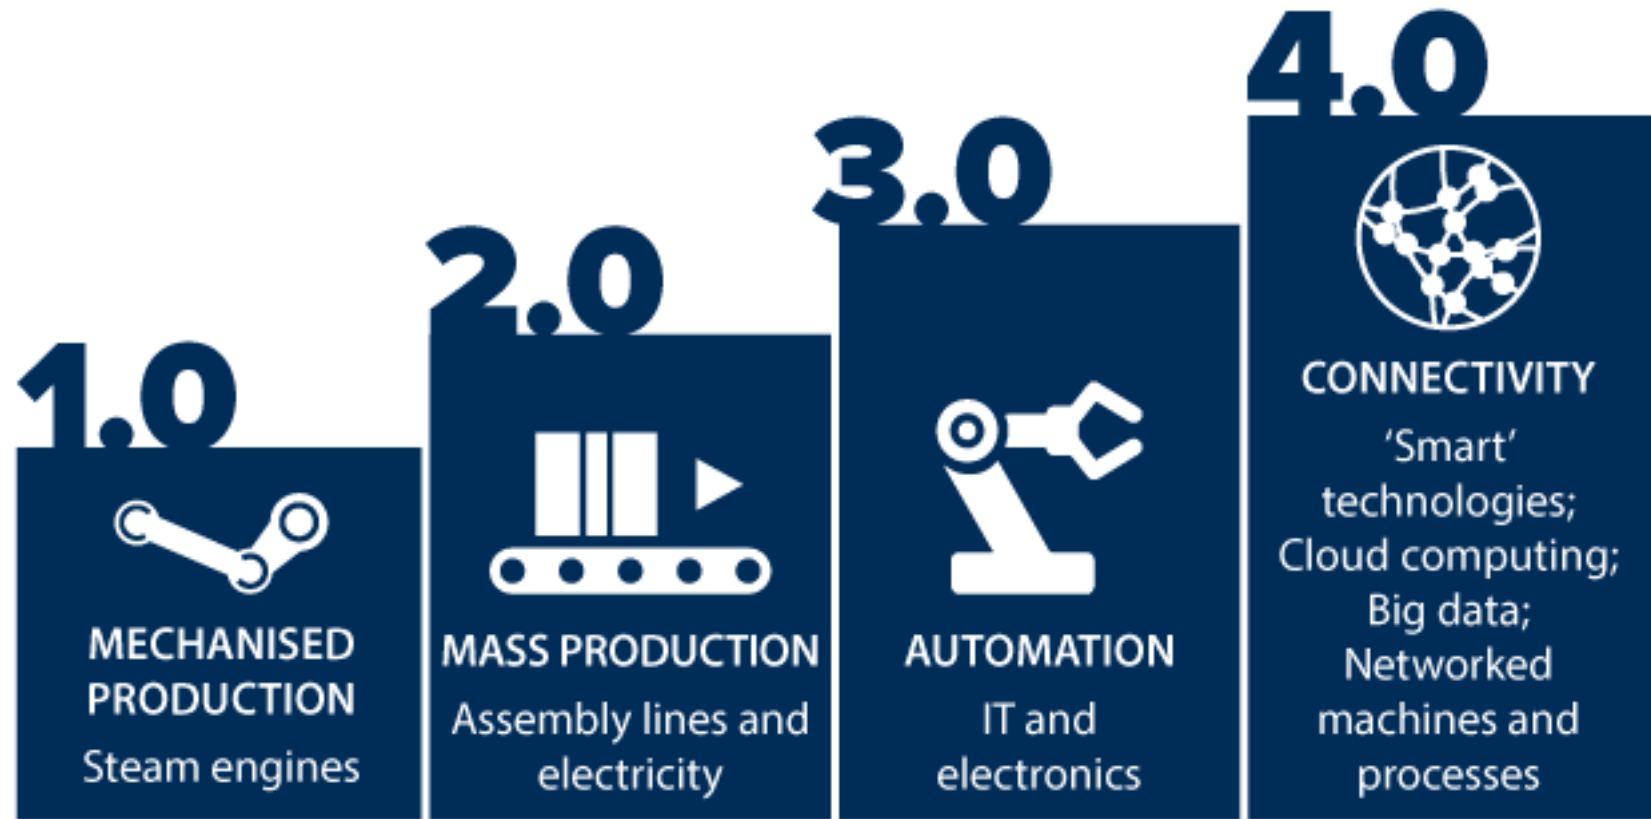 1.0
MECHANISED
PRODUCTION
Steam engines
2.0
MASS PRODUCTION
Assembly lines and
electricity
3.0
AUTOMATION
IT and
electronics
4.0
CONNECTIVITY
‘Smart’
technologies;
Cloud computing;
Big data;
Networked
machines and
processes